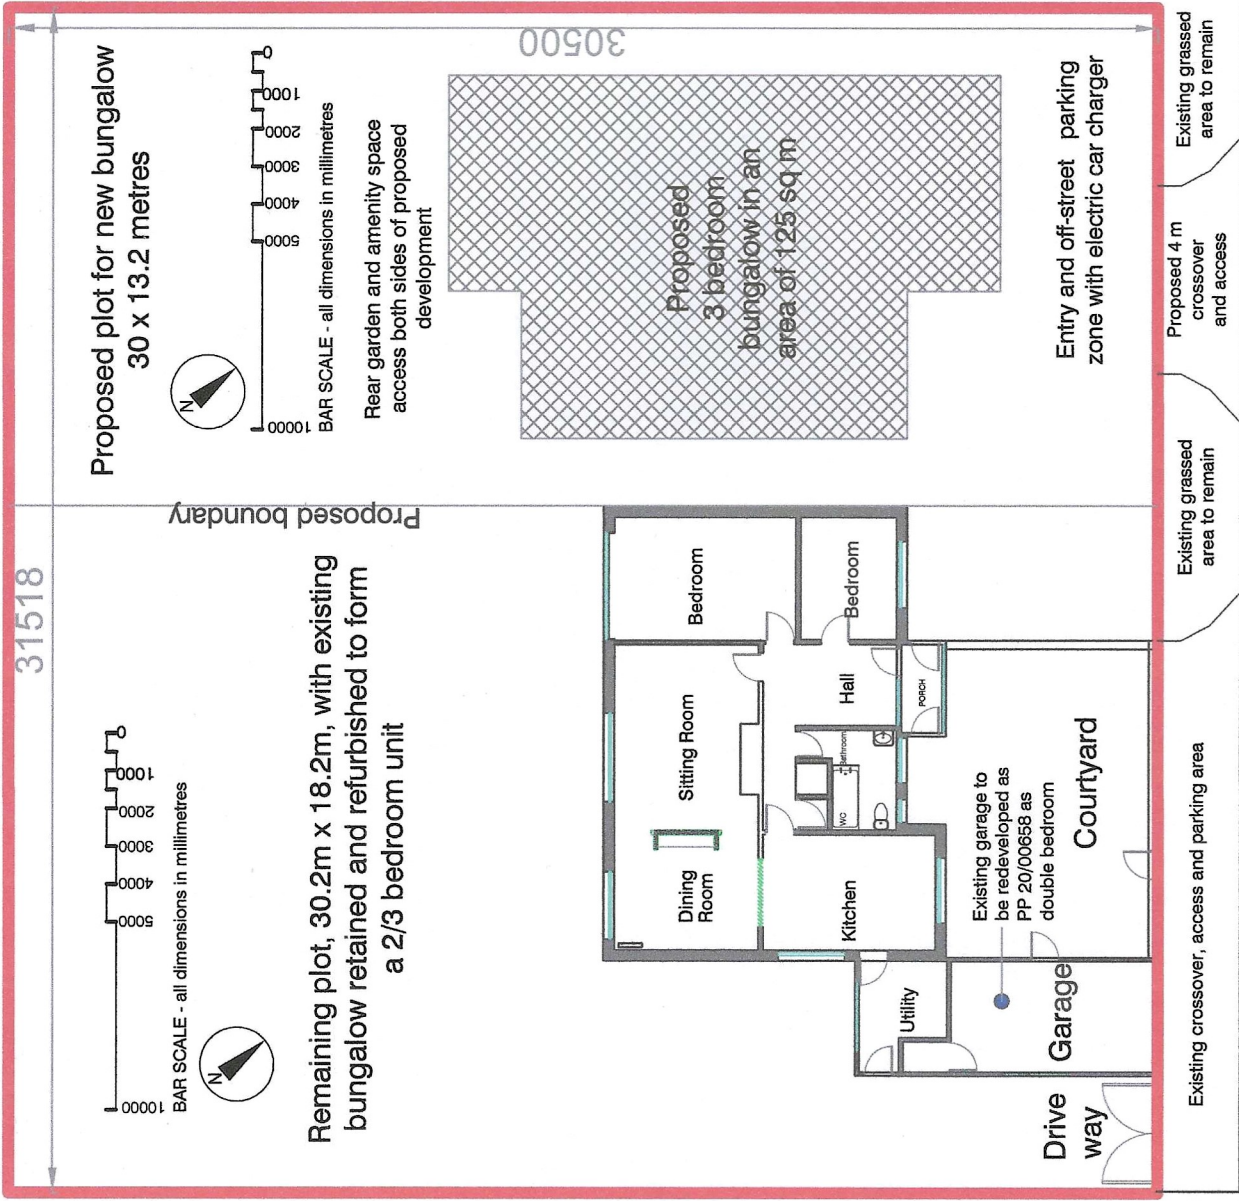 31518
30500
Proposed plot for new bungalow
30 x 13.2 metres
0
1000
2000
3000
4000
5000
10000
BAR SCALE - all dimensions in millimetres
N
Rear garden and amenity space
access both sides of proposed
development
Proposed
3 bedroom
bungalow in an
area of 125 sq m
Entry and off-street parking
zone with electric car charger
Existing grassed
area to remain
Proposed 4 m
crossover
and access
Existing grassed
area to remain
Proposed boundary
0
1000
2000
3000
4000
5000
10000
BAR SCALE - all dimensions in millimetres
N
Remaining plot, 30.2m x 18.2m, with existing
bungalow retained and refurbished to form
a 2/3 bedroom unit
Bedroom
Bedroom
Sitting Room
Hall
PORCH
Bathroom
WC
Dining
Room
Kitchen
Utility
Garage
Existing garage to
be redeveloped as
PP 20/00658 as
double bedroom
Courtyard
Drive
way
Existing crossover, access and parking area